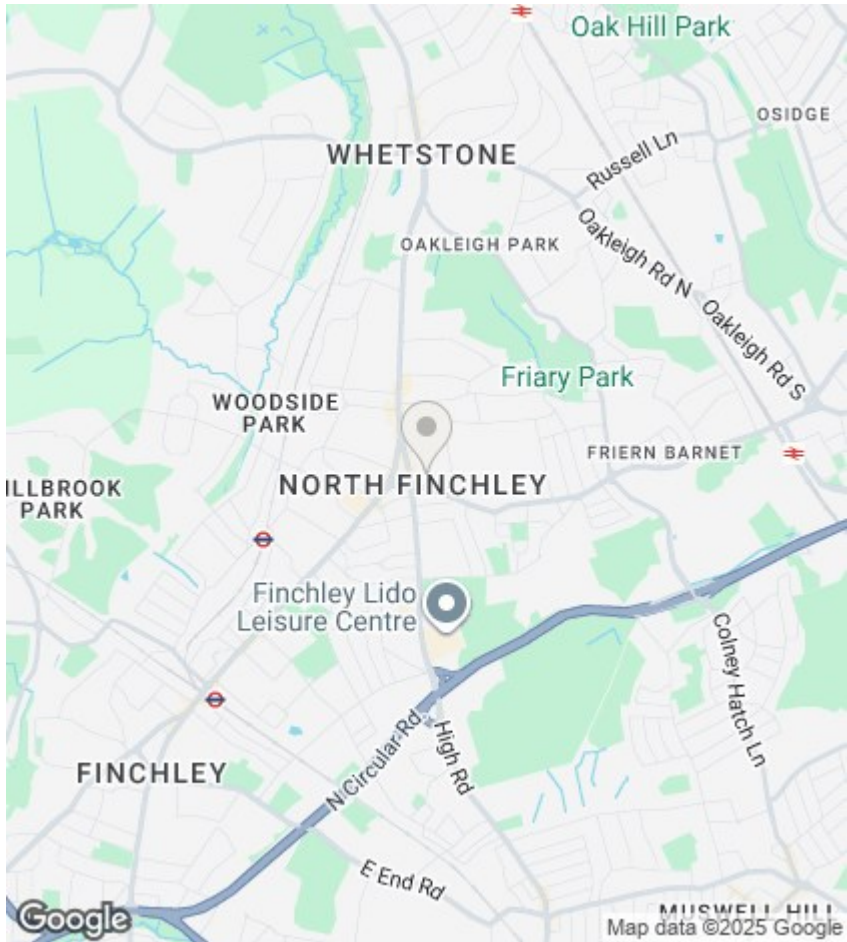 Oak Hill Park
OSIDGE
WHETSTONE
Russell Ln
OAKLEIGH PARK
Oakleigh Rd N
Oakleigh Rd S
Friary Park
WOODSIDE
PARK
FRIERN BARNET
NORTH FINCHLEY
ILLBROOK
PARK
Finchley Lido
Leisure Centre
Colney Hatch Ln
N Circular Rd
High Rd
FINCHLEY
E End Rd
MUSWELL HILL
Google
Map data ©2025 Google